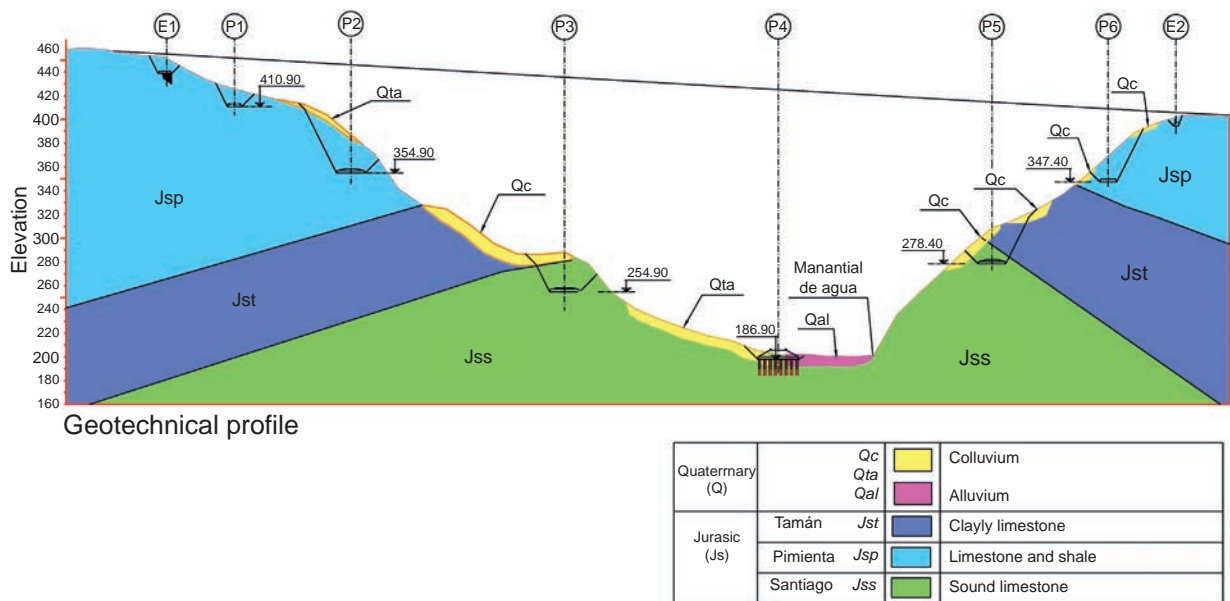 E1 P1 P2 P3 P4 P5 P6 E2
460
440
420
400
380
360
340
320
300
280
260
240
220
200
180
160
Elevation
410.90
Qta
354.90
Qc
Qc
347.40
Qc
Jsp
Jsp
Qc
Qc
278.40
Jst
254.90
Qta
Manantial
de agua
Jst
186.90
Qal
Jss
Jss
Geotechnical profile
Quaternary
(Q)
Qc Colluvium
Qta
Qal Alluvium
Jurasic
(Js)
Tamán Jst Clayly limestone
Pimienta Jsp Limestone and shale
Santiago Jss Sound limestone